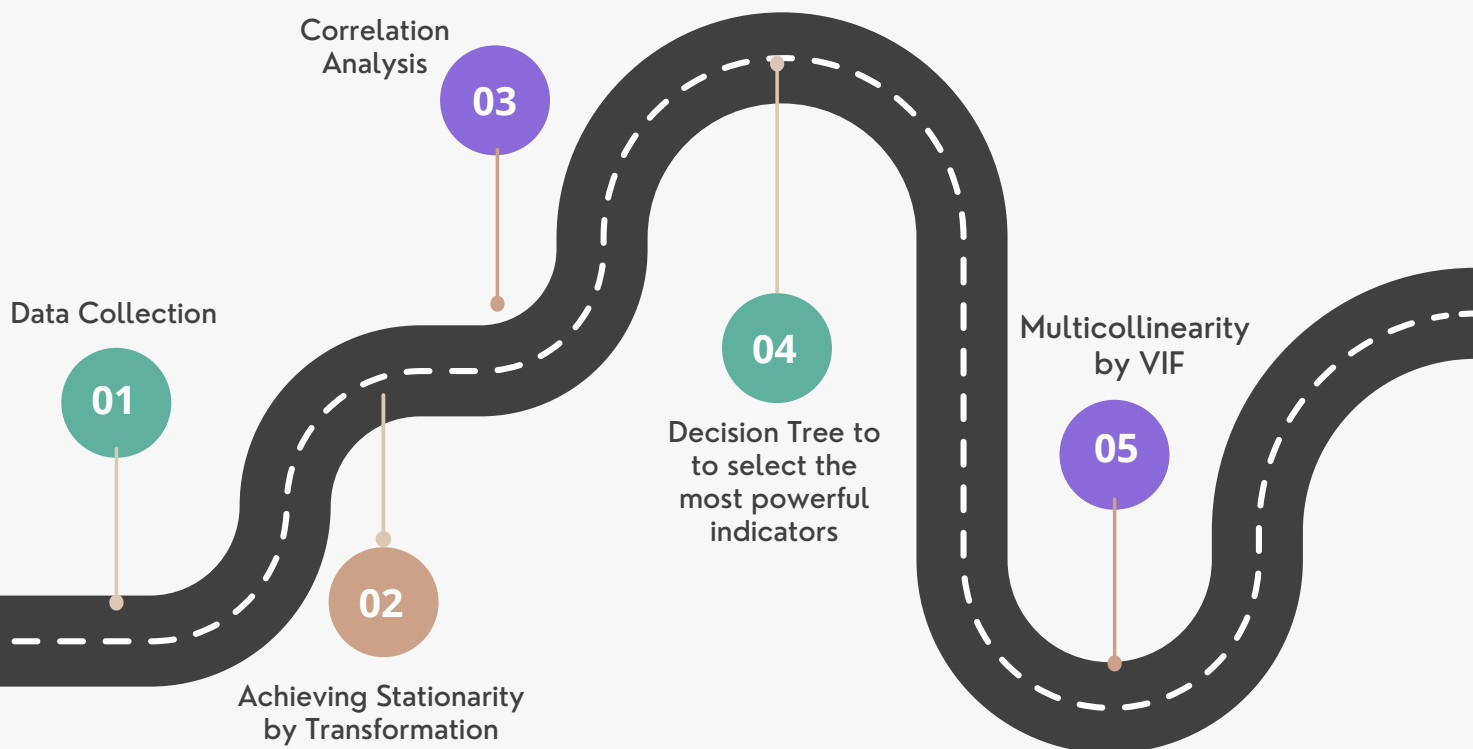 Data Collection
01
02
Achieving Stationarity
by Transformation
Correlation
Analysis
03
04
Decision Tree to
to select the
most powerful
indicators
Multicollinearity
by VIF
05